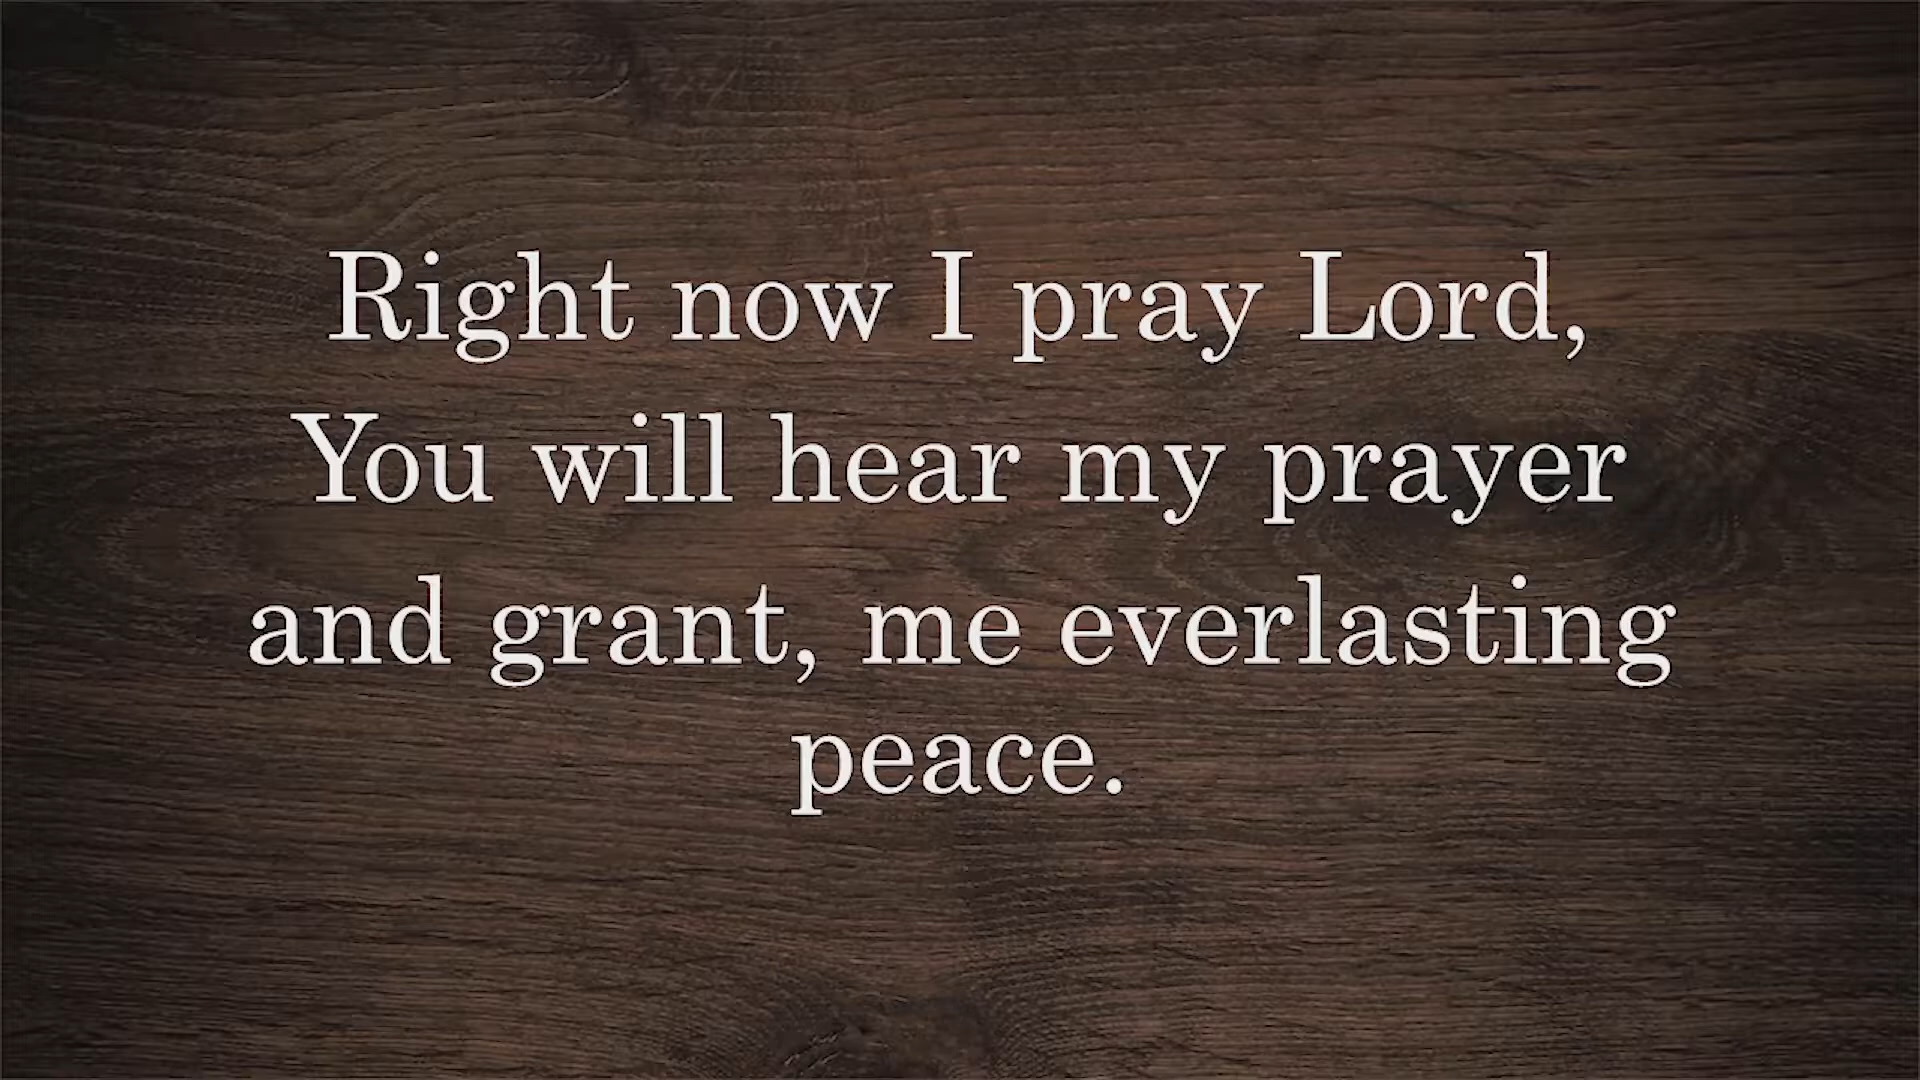 Right now I pray Lord,
You will hear my prayer
and grant, me everlasting
peace.